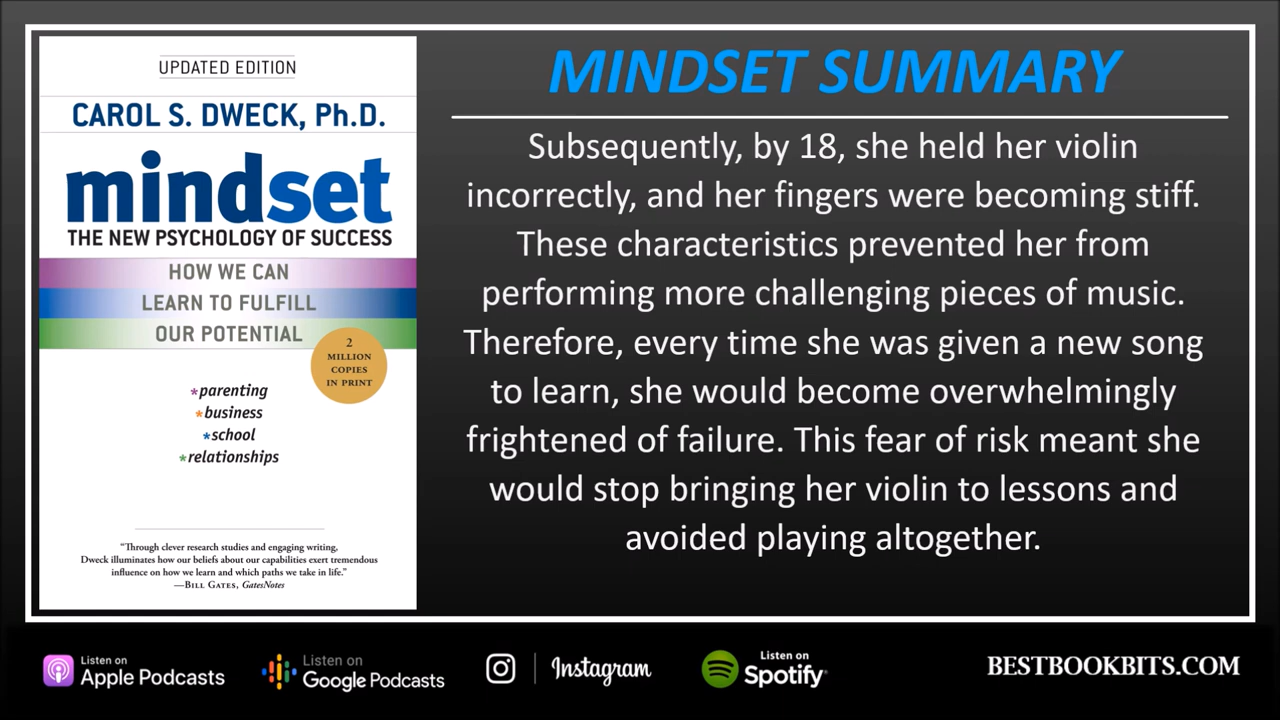 UPDATED EDITION
CAROL S. DWECK, Ph.D.
mindset
THE NEW PSYCHOLOGY OF SUCCESS
HOW WE CAN
LEARN TO FULFILL
OUR POTENTIAL
2
MILLION
COPIES
IN PRINT
*parenting
*business
*school
*relationships
“Through clever research studies and engaging writing,
Dweck illuminates how our beliefs about our capabilities exert tremendous
influence on how we learn and which paths we take in life.”
—BILL GATES, GatesNotes
MINDSET SUMMARY
Subsequently, by 18, she held her violin
incorrectly, and her fingers were becoming stiff.
These characteristics prevented her from
performing more challenging pieces of music.
Therefore, every time she was given a new song
to learn, she would become overwhelmingly
frightened of failure. This fear of risk meant she
would stop bringing her violin to lessons and
avoided playing altogether.
Listen on
Apple Podcasts
Listen on
Google Podcasts
Instagram
Listen on
Spotify
BESTBOOKBITS.COM